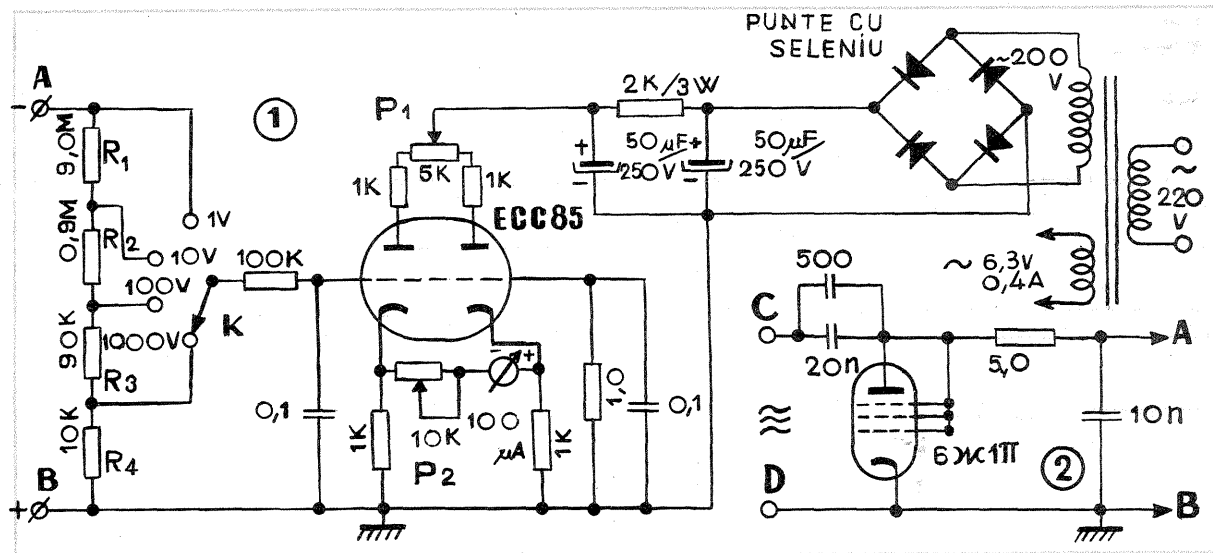 PUNTE CU
SELENIU
~200
V
2K/3W
A
-
①
P1
9,0M
R1
5K
1K
1K
+
50µF
250V
-
+
50µF
250V
-
~
220
V
ECC85
1V
0,9M
R2
10V
100K
100V
~ 6,3V
0,4A
500
1000V
K
C
A
90K
R3
20n
5,0
- +
0,1
1,0
0,1
10n
10K
100
µA
10K
R4
1K
P2
1K
≈
6Ж1П
②
B
+
D
B